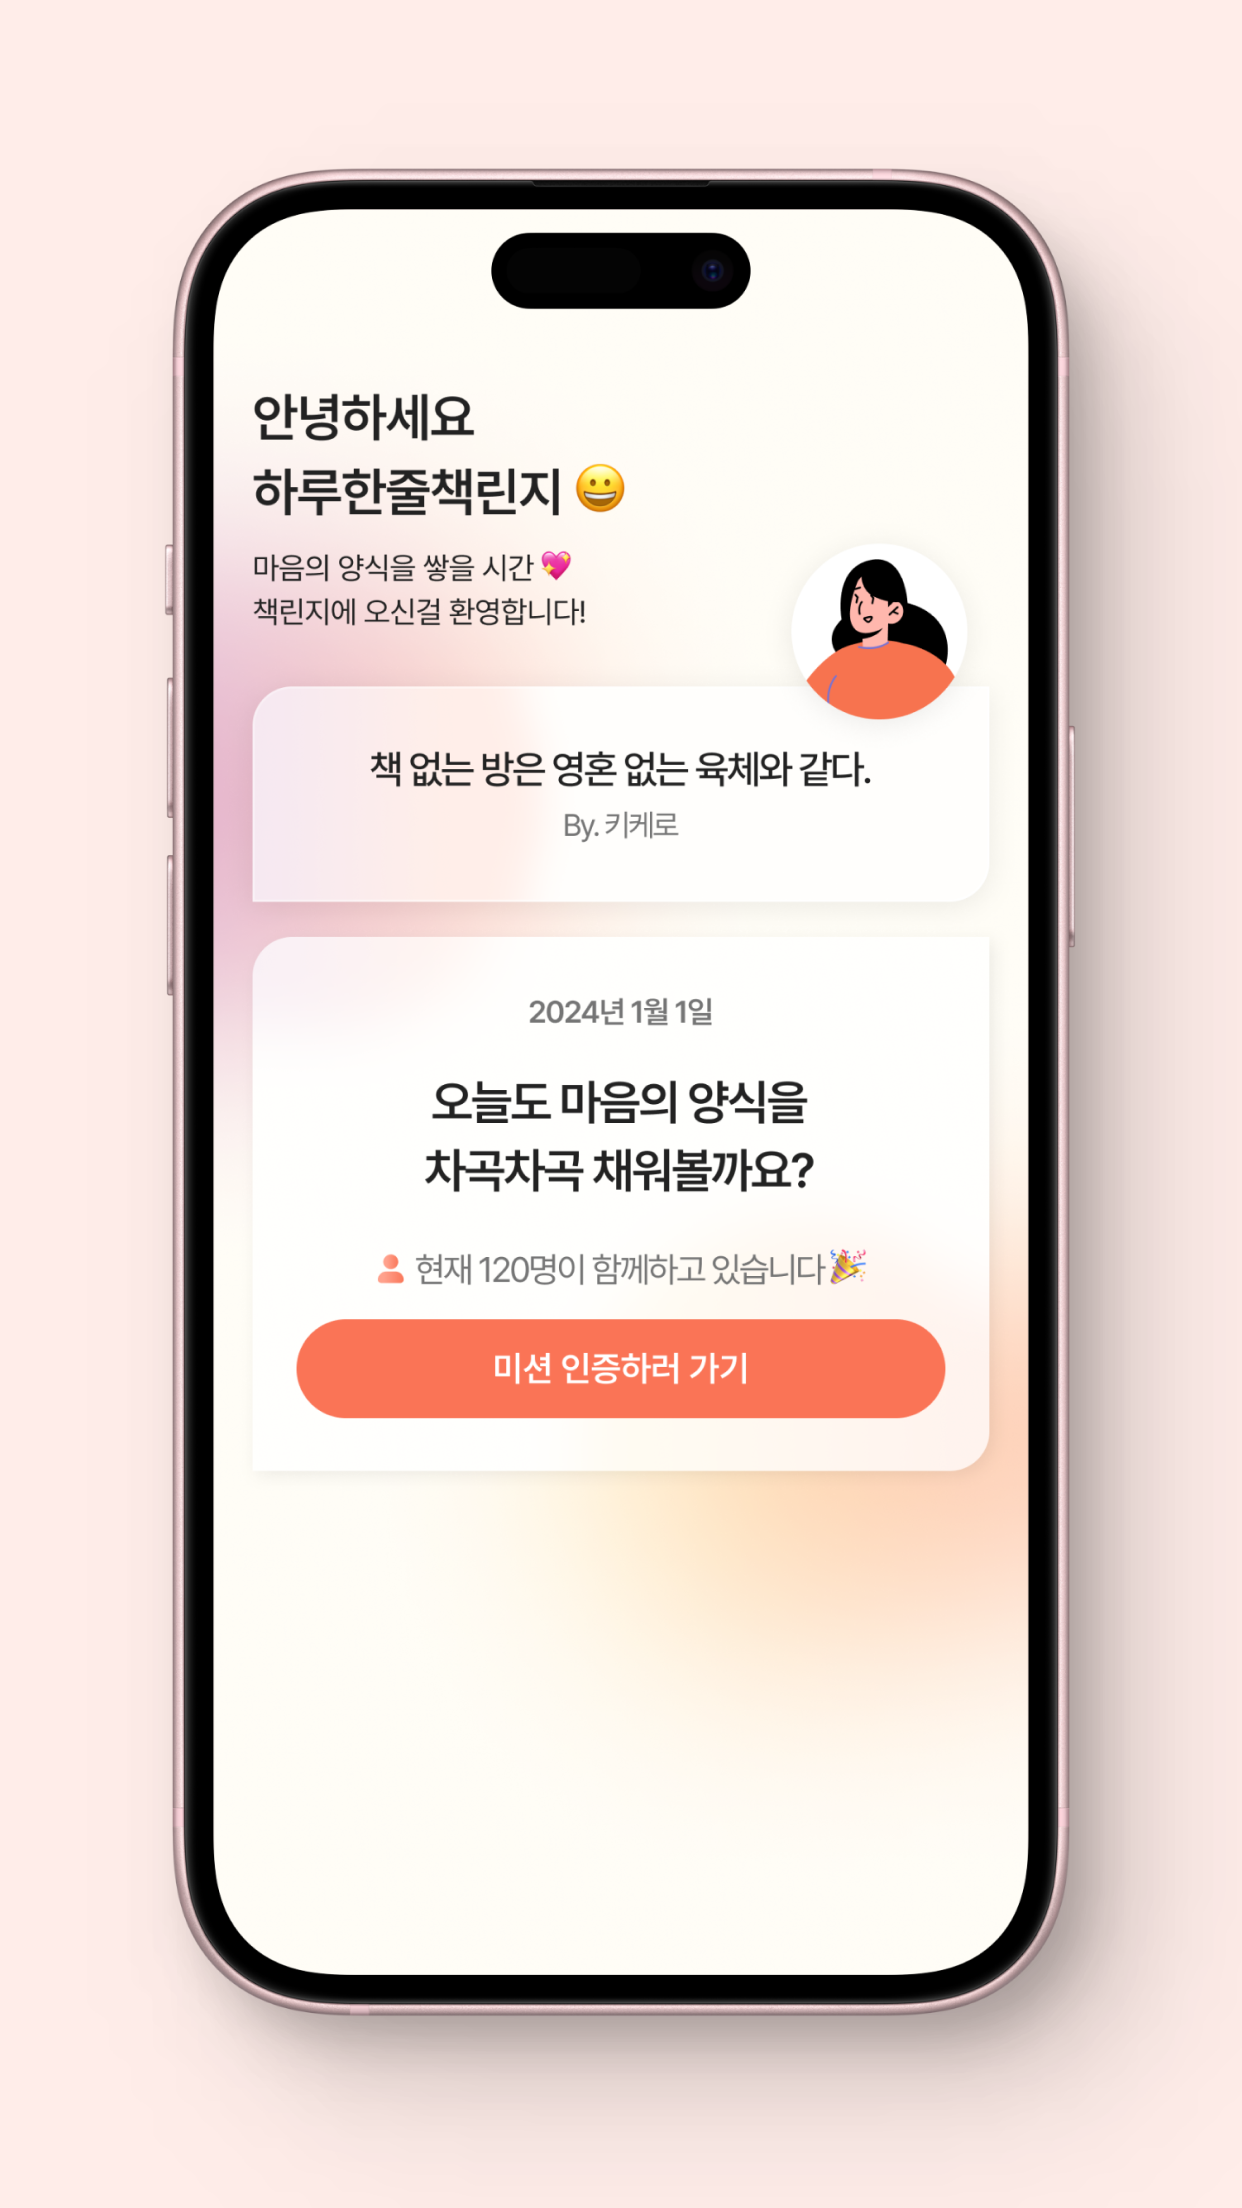 안녕하세요
하루한줄책린지 😀
마음의 양식을 쌓을 시간 💖
책린지에 오신걸 환영합니다!
책 없는 방은 영혼 없는 육체와 같다.
By. 키케로
2024년 1월 1일
오늘도 마음의 양식을
차곡차곡 채워볼까요?
현재 120명이 함께하고 있습니다 🎉
미션 인증하러 가기